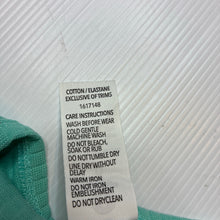 COTTON / ELASTANE
EXCLUSIVE OF TRIMS
1617148
CARE INSTRUCTIONS
WASH BEFORE WEAR
COLD GENTLE
MACHINE WASH
DO NOT BLEACH,
SOAK OR RUB
DO NOT TUMBLE DRY
LINE DRY WITHOUT
DELAY
WARM IRON
DO NOT IRON
EMBELISHMENT
DO NOT DRYCLEAN